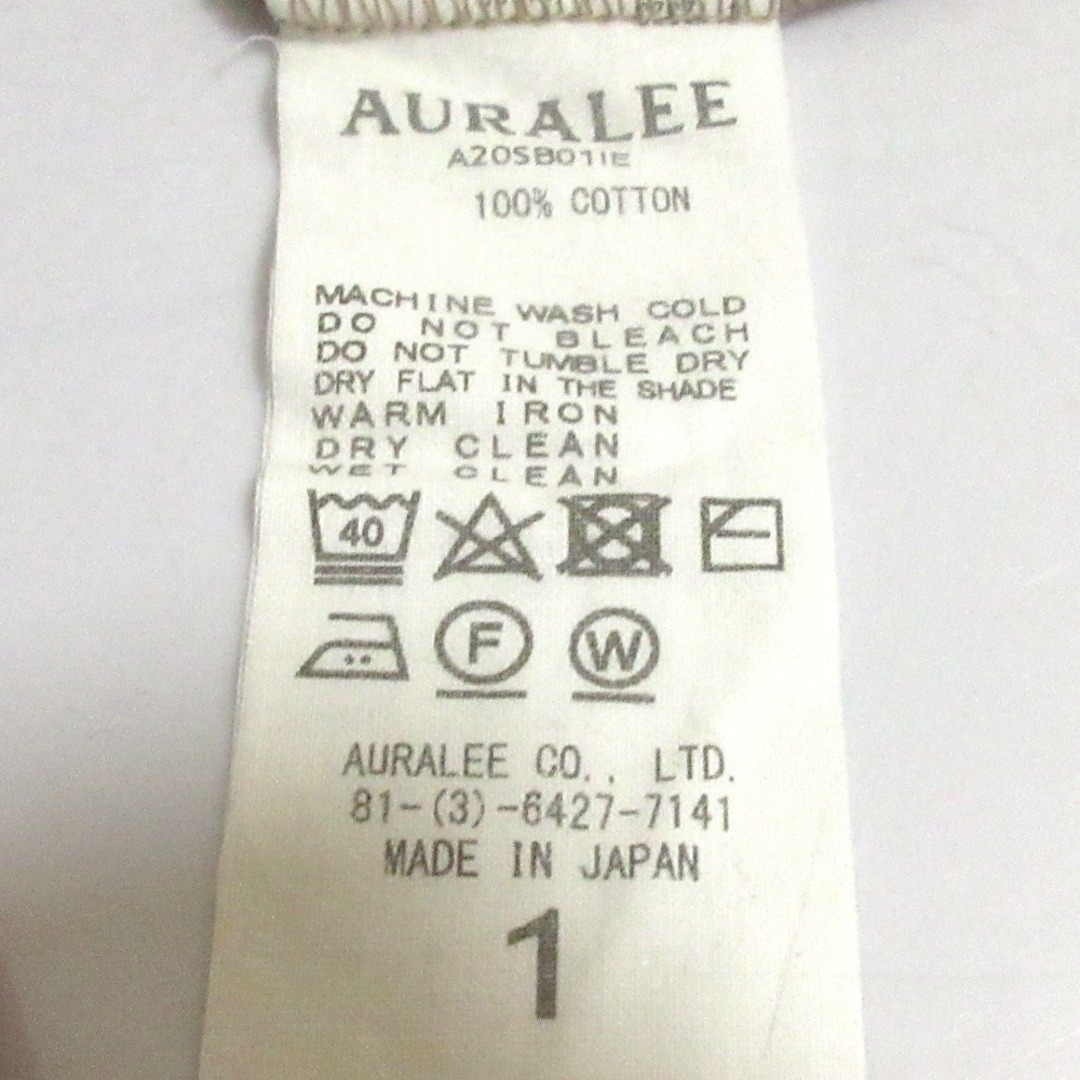 AURALEE
A20SB01IE
100% COTTON
MACHINE WASH COLD
DO NOT BLEACH
DO NOT TUMBLE DRY
DRY FLAT IN THE SHADE
WARM IRON
DRY CLEAN
WET CLEAN
40
F W
AURALEE CO., LTD.
81-(3)-6427-7141
MADE IN JAPAN
1